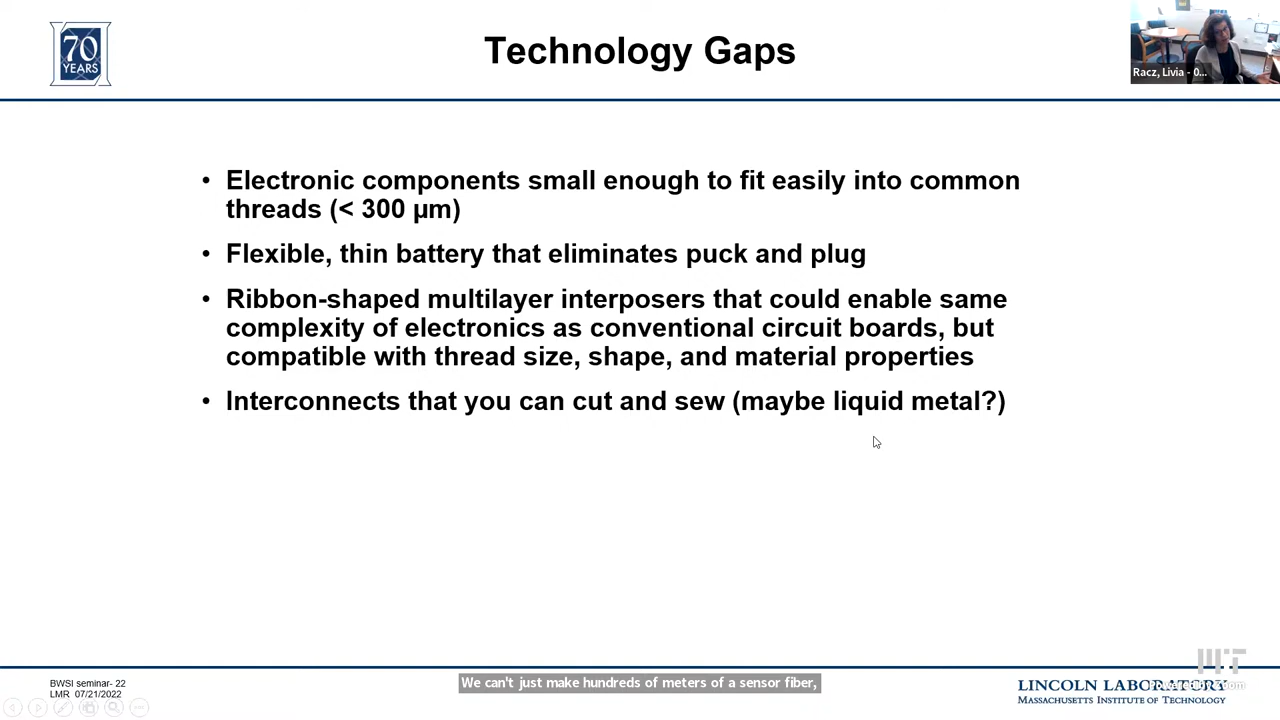 70
YEARS
Technology Gaps
Racz, Livia - 0...
• Electronic components small enough to fit easily into common
threads (< 300 µm)
• Flexible, thin battery that eliminates puck and plug
• Ribbon-shaped multilayer interposers that could enable same
complexity of electronics as conventional circuit boards, but
compatible with thread size, shape, and material properties
• Interconnects that you can cut and sew (maybe liquid metal?)
BWSI seminar- 22
LMR 07/21/2022
We can't just make hundreds of meters of a sensor fiber,
MIT
LINCOLN LABORATORY
MASSACHUSETTS INSTITUTE OF TECHNOLOGY